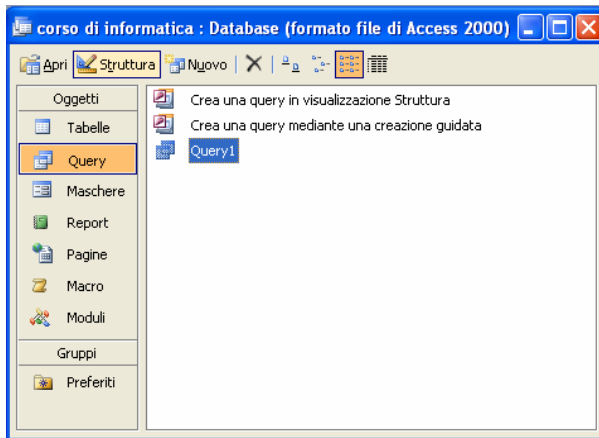 corso di informatica : Database (formato file di Access 2000)
Apri Struttura Nuovo
Oggetti
Tabelle
Query
Maschere
Report
Pagine
Macro
Moduli
Gruppi
Preferiti
Crea una query in visualizzazione Struttura
Crea una query mediante una creazione guidata
Query1